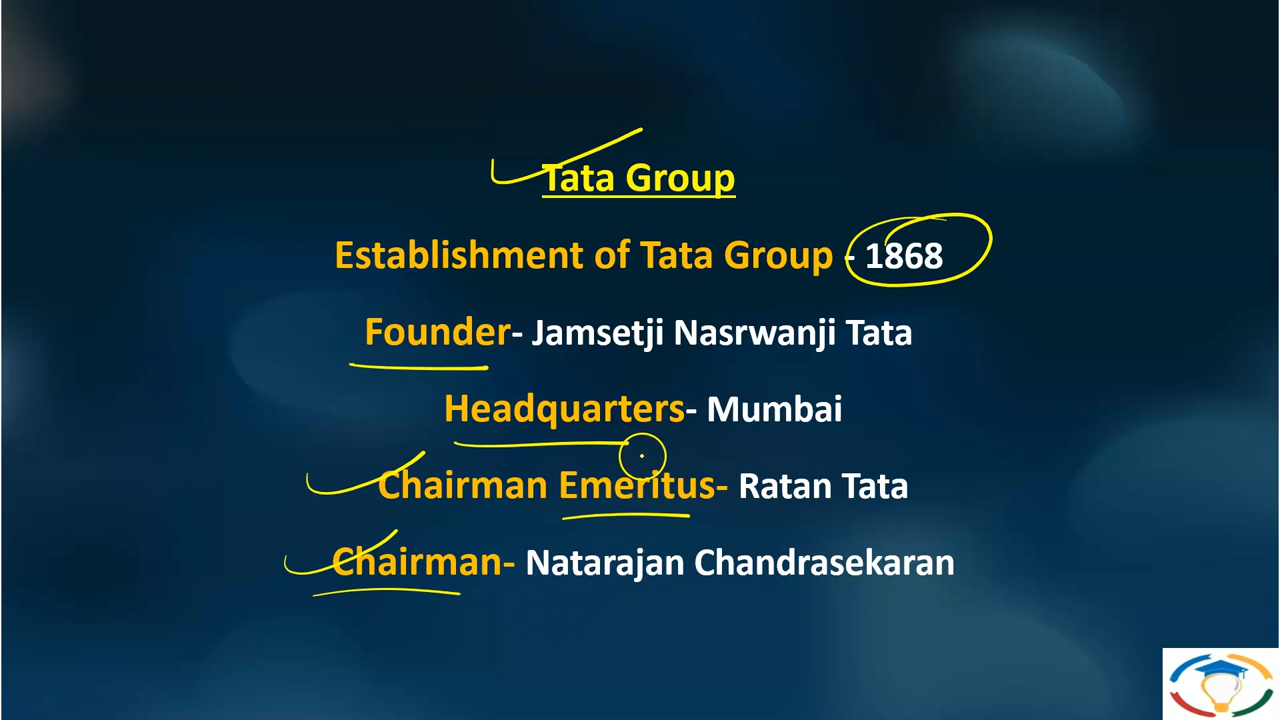 Tata Group
Establishment of Tata Group - 1868
Founder- Jamsetji Nasrwanji Tata
Headquarters- Mumbai
Chairman Emeritus- Ratan Tata
Chairman- Natarajan Chandrasekaran